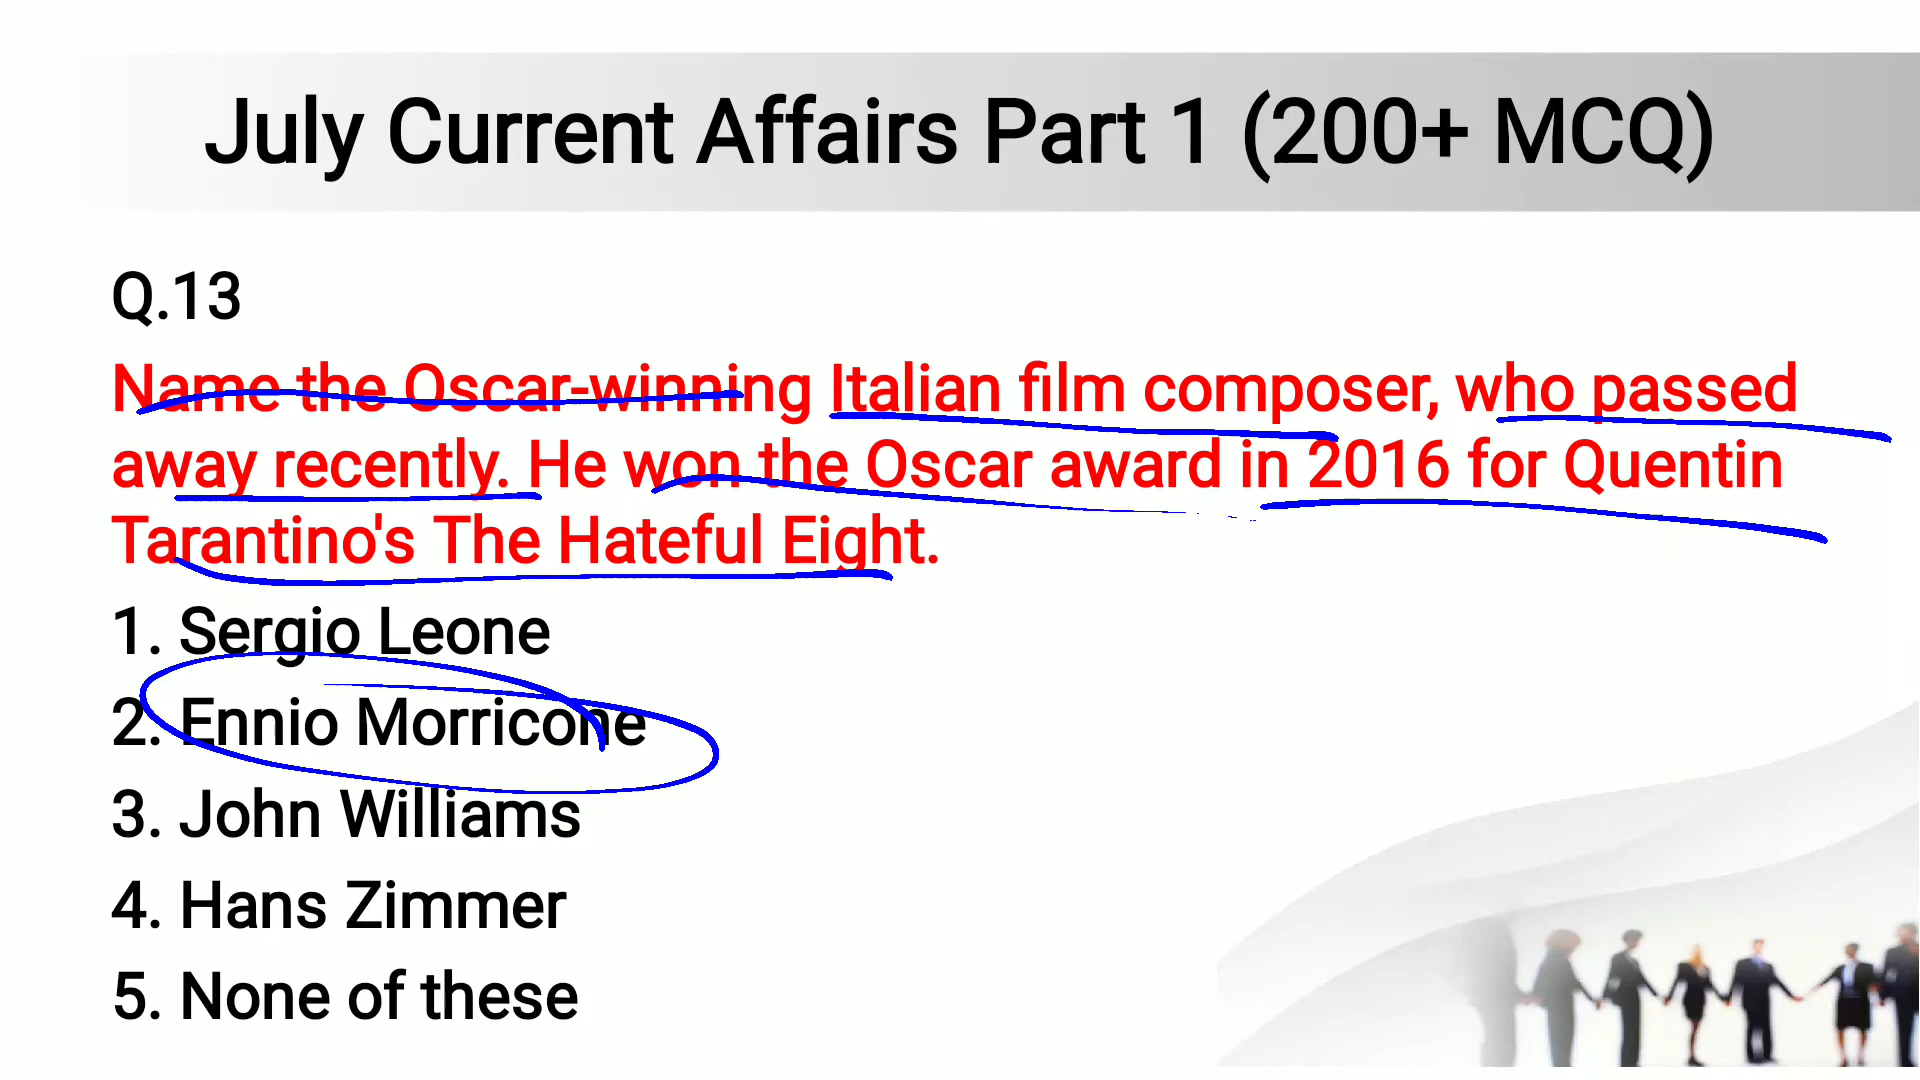 July Current Affairs Part 1 (200+ MCQ)
Q.13
Name the Oscar-winning Italian film composer, who passed
away recently. He won the Oscar award in 2016 for Quentin
Tarantino's The Hateful Eight.
1. Sergio Leone
2. Ennio Morricone
3. John Williams
4. Hans Zimmer
5. None of these